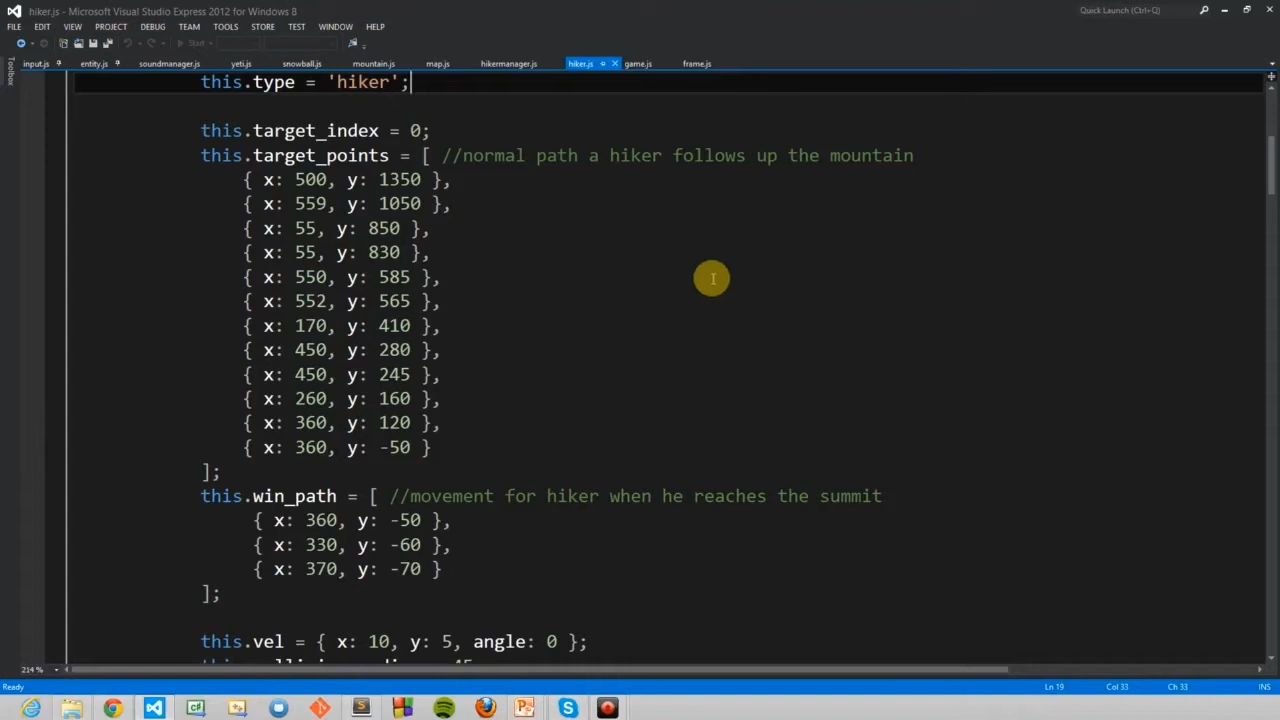 hiker.js - Microsoft Visual Studio Express 2012 for Windows 8
Quick Launch (Ctrl+Q)
FILE EDIT VIEW PROJECT DEBUG TEAM TOOLS STORE TEST WINDOW HELP
Start
Toolbox
input.js entity.js soundmanager.js yeti.js snowball.js mountain.js map.js hikermanager.js hiker.js game.js frame.js
this.type = 'hiker';
this.target_index = 0;
this.target_points = [ //normal path a hiker follows up the mountain
{ x: 500, y: 1350 },
{ x: 559, y: 1050 },
{ x: 55, y: 850 },
{ x: 55, y: 830 },
{ x: 550, y: 585 },
{ x: 552, y: 565 },
{ x: 170, y: 410 },
{ x: 450, y: 280 },
{ x: 450, y: 245 },
{ x: 260, y: 160 },
{ x: 360, y: 120 },
{ x: 360, y: -50 }
];
this.win_path = [ //movement for hiker when he reaches the summit
{ x: 360, y: -50 },
{ x: 330, y: -60 },
{ x: 370, y: -70 }
];
this.vel = { x: 10, y: 5, angle: 0 };
214 %
Ready
Ln 19 Col 33 Ch 33 INS